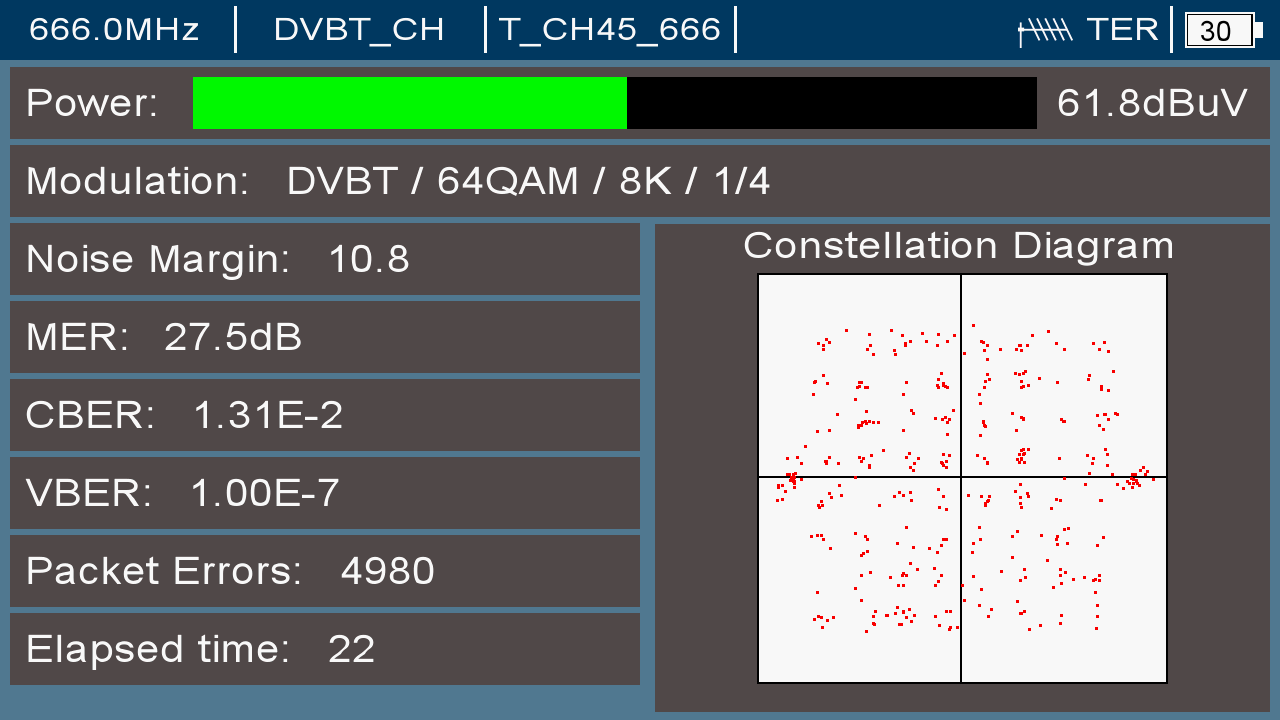 666.0MHz DVBT_CH T_CH45_666 TER 30
Power: 61.8dBuV
Modulation: DVBT / 64QAM / 8K / 1/4
Noise Margin: 10.8
Constellation Diagram
MER: 27.5dB
CBER: 1.31E-2
VBER: 1.00E-7
Packet Errors: 4980
Elapsed time: 22